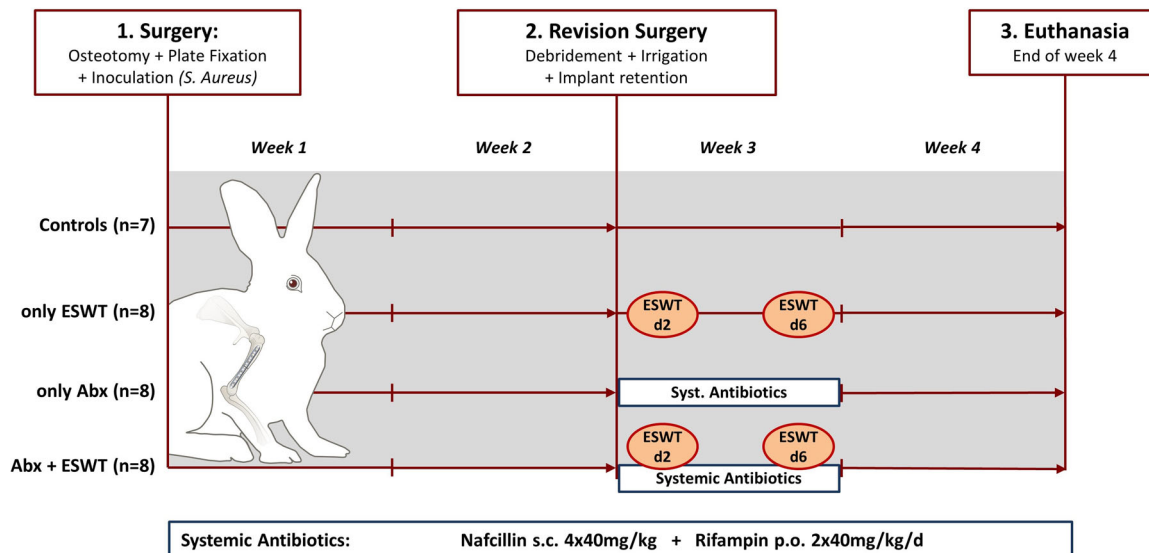 1. Surgery:
Osteotomy + Plate Fixation
+ Inoculation (S. Aureus)
2. Revision Surgery
Debridement + Irrigation
+ Implant retention
3. Euthanasia
End of week 4
Week 1
Week 2
Week 3
Week 4
Controls (n=7)
only ESWT (n=8)
ESWT
d2
ESWT
d6
only Abx (n=8)
Syst. Antibiotics
Abx + ESWT (n=8)
ESWT
d2
ESWT
d6
Systemic Antibiotics
Systemic Antibiotics: Nafcillin s.c. 4x40mg/kg + Rifampin p.o. 2x40mg/kg/d